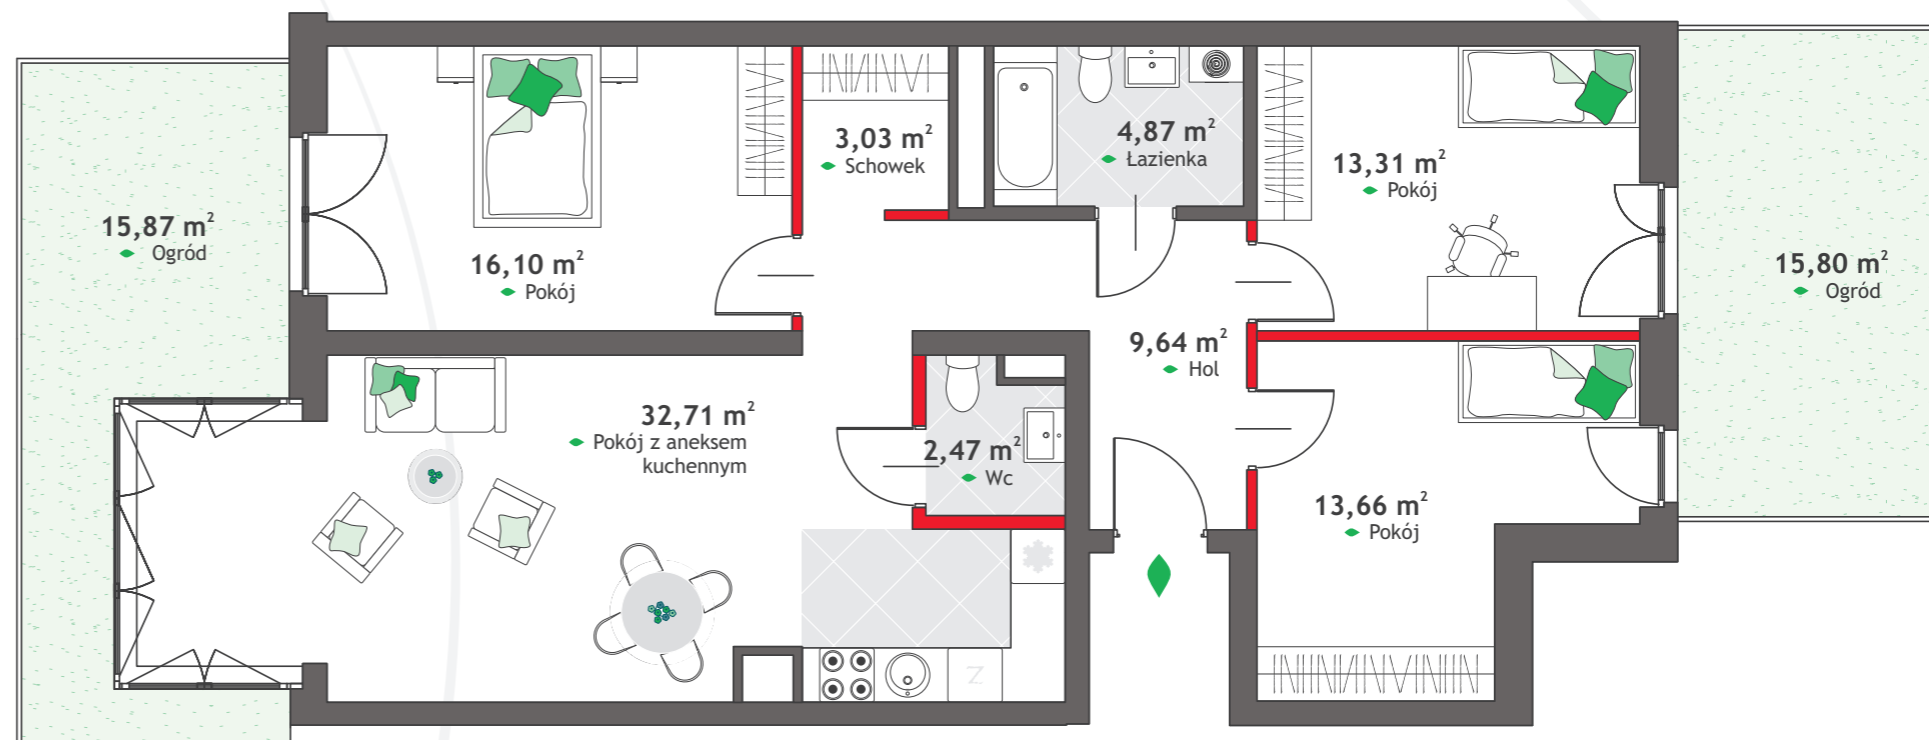 3,03 m²
Schowek
4,87 m²
Łazienka
13,31 m²
Pokój
15,87 m²
Ogród
16,10 m²
Pokój
15,80 m²
Ogród
9,64 m²
Hol
32,71 m²
Pokój z aneksem
kuchennym
2,47 m²
Wc
13,66 m²
Pokój
Z